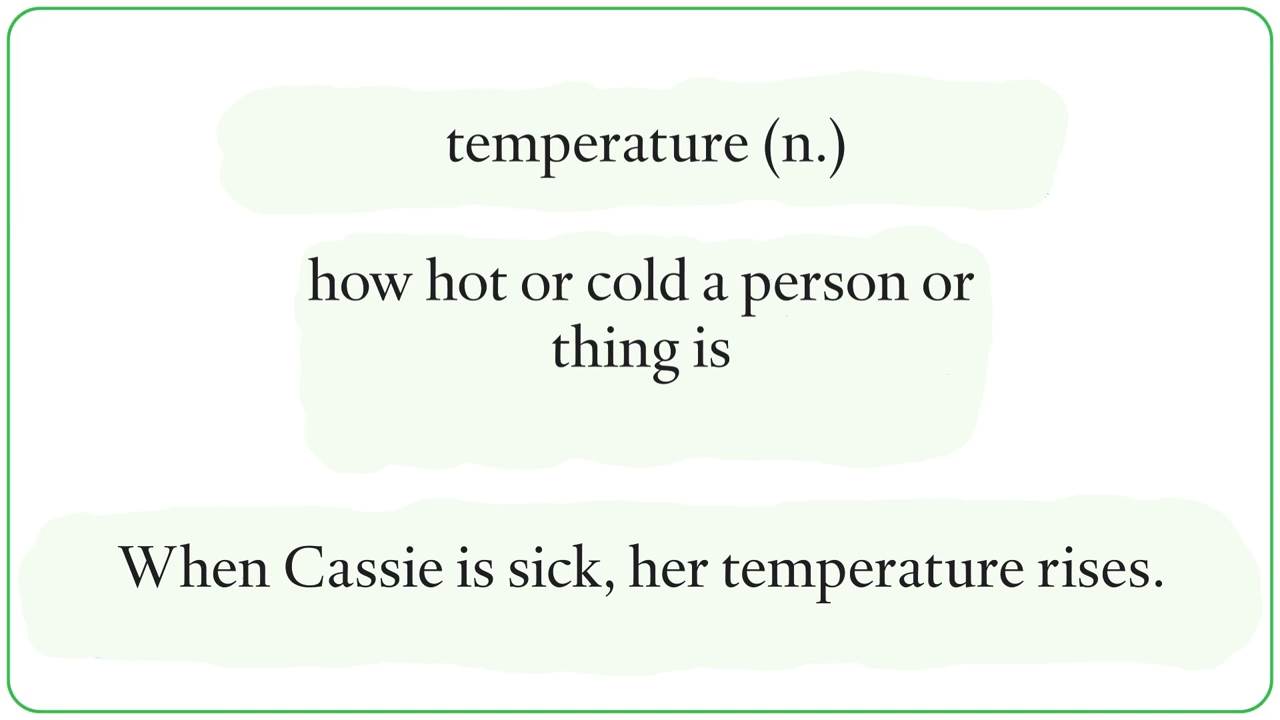 temperature (n.)
how hot or cold a person or
thing is
When Cassie is sick, her temperature rises.